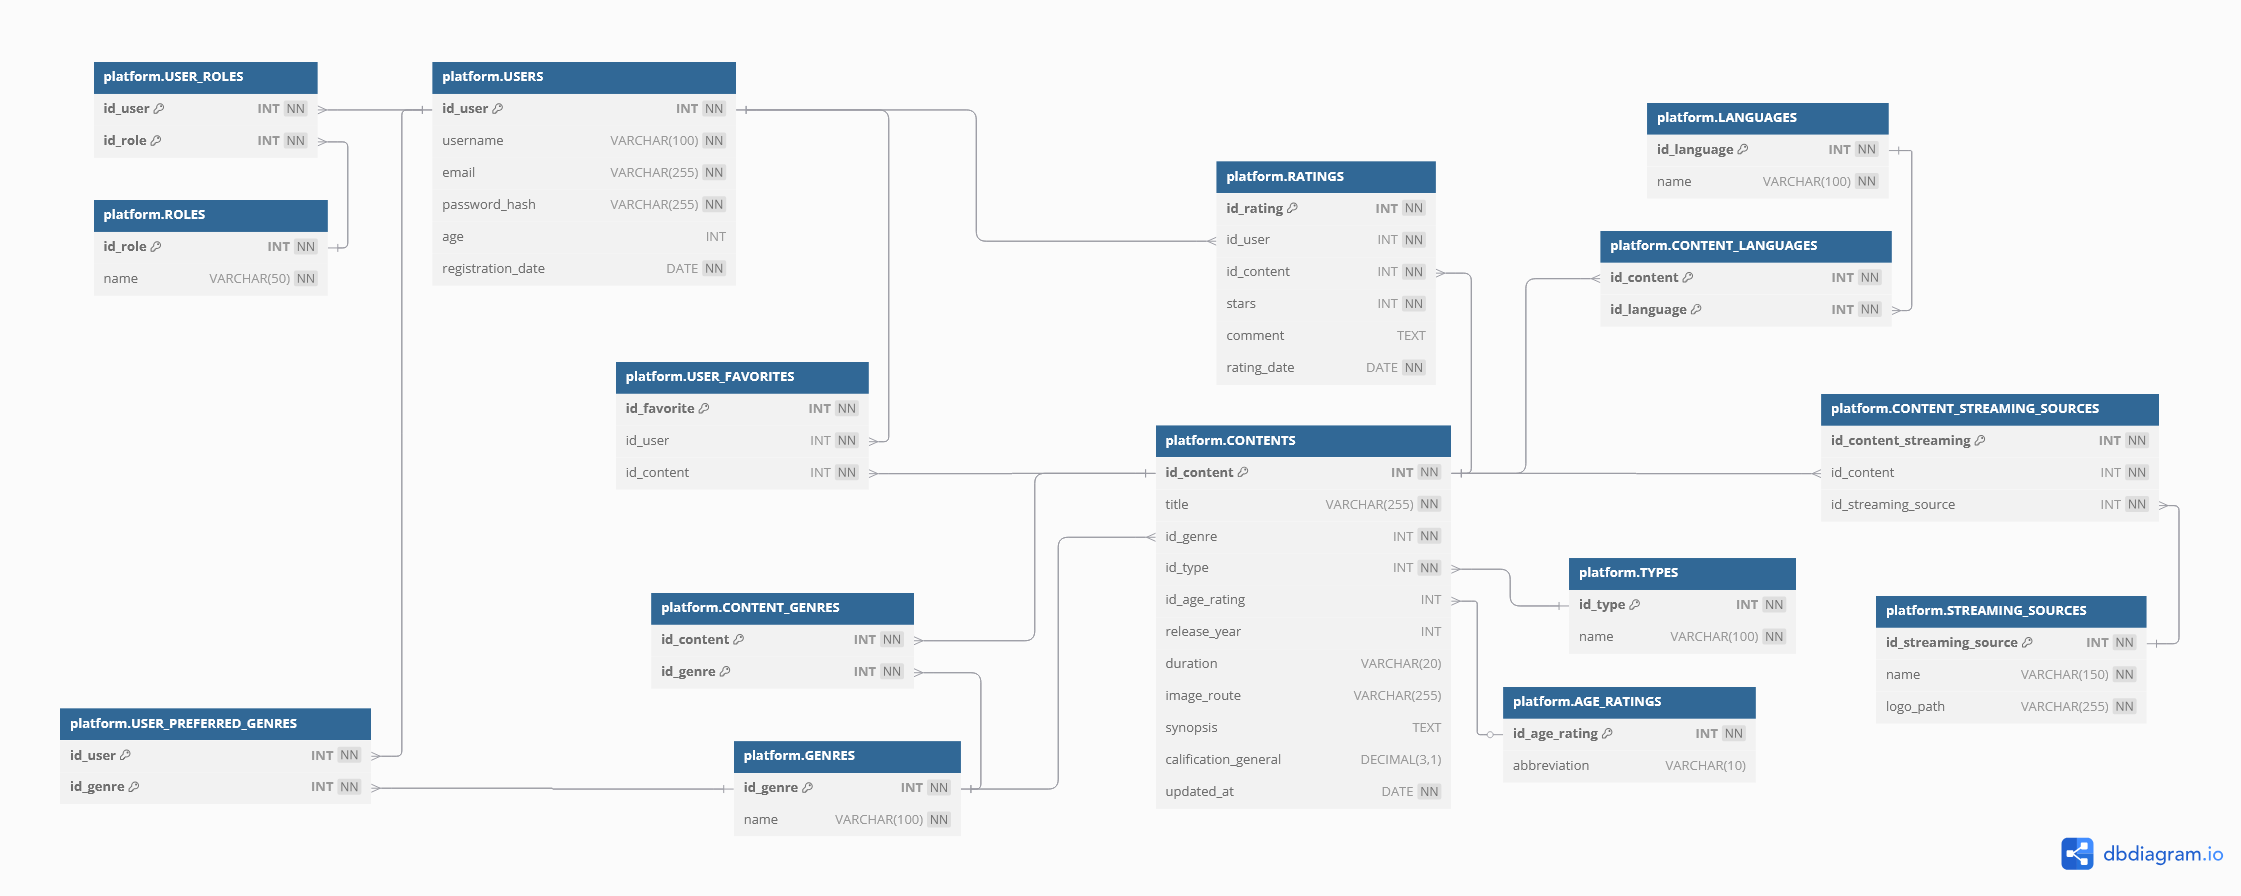 platform.USER_ROLES
id_user INT NN
id_role INT NN
platform.ROLES
id_role INT NN
name VARCHAR(50) NN
platform.USERS
id_user INT NN
username VARCHAR(100) NN
email VARCHAR(255) NN
password_hash VARCHAR(255) NN
age INT
registration_date DATE NN
platform.RATINGS
id_rating INT NN
id_user INT NN
id_content INT NN
stars INT NN
comment TEXT
rating_date DATE NN
platform.LANGUAGES
id_language INT NN
name VARCHAR(100) NN
platform.CONTENT_LANGUAGES
id_content INT NN
id_language INT NN
platform.USER_FAVORITES
id_favorite INT NN
id_user INT NN
id_content INT NN
platform.CONTENTS
id_content INT NN
title VARCHAR(255) NN
id_genre INT NN
id_type INT NN
id_age_rating INT
release_year INT
duration VARCHAR(20)
image_route VARCHAR(255)
synopsis TEXT
calification_general DECIMAL(3,1)
updated_at DATE NN
platform.CONTENT_STREAMING_SOURCES
id_content_streaming INT NN
id_content INT NN
id_streaming_source INT NN
platform.TYPES
id_type INT NN
name VARCHAR(100) NN
platform.STREAMING_SOURCES
id_streaming_source INT NN
name VARCHAR(150) NN
logo_path VARCHAR(255) NN
platform.AGE_RATINGS
id_age_rating INT NN
abbreviation VARCHAR(10)
platform.CONTENT_GENRES
id_content INT NN
id_genre INT NN
platform.USER_PREFERRED_GENRES
id_user INT NN
id_genre INT NN
platform.GENRES
id_genre INT NN
name VARCHAR(100) NN
dbdiagram.io